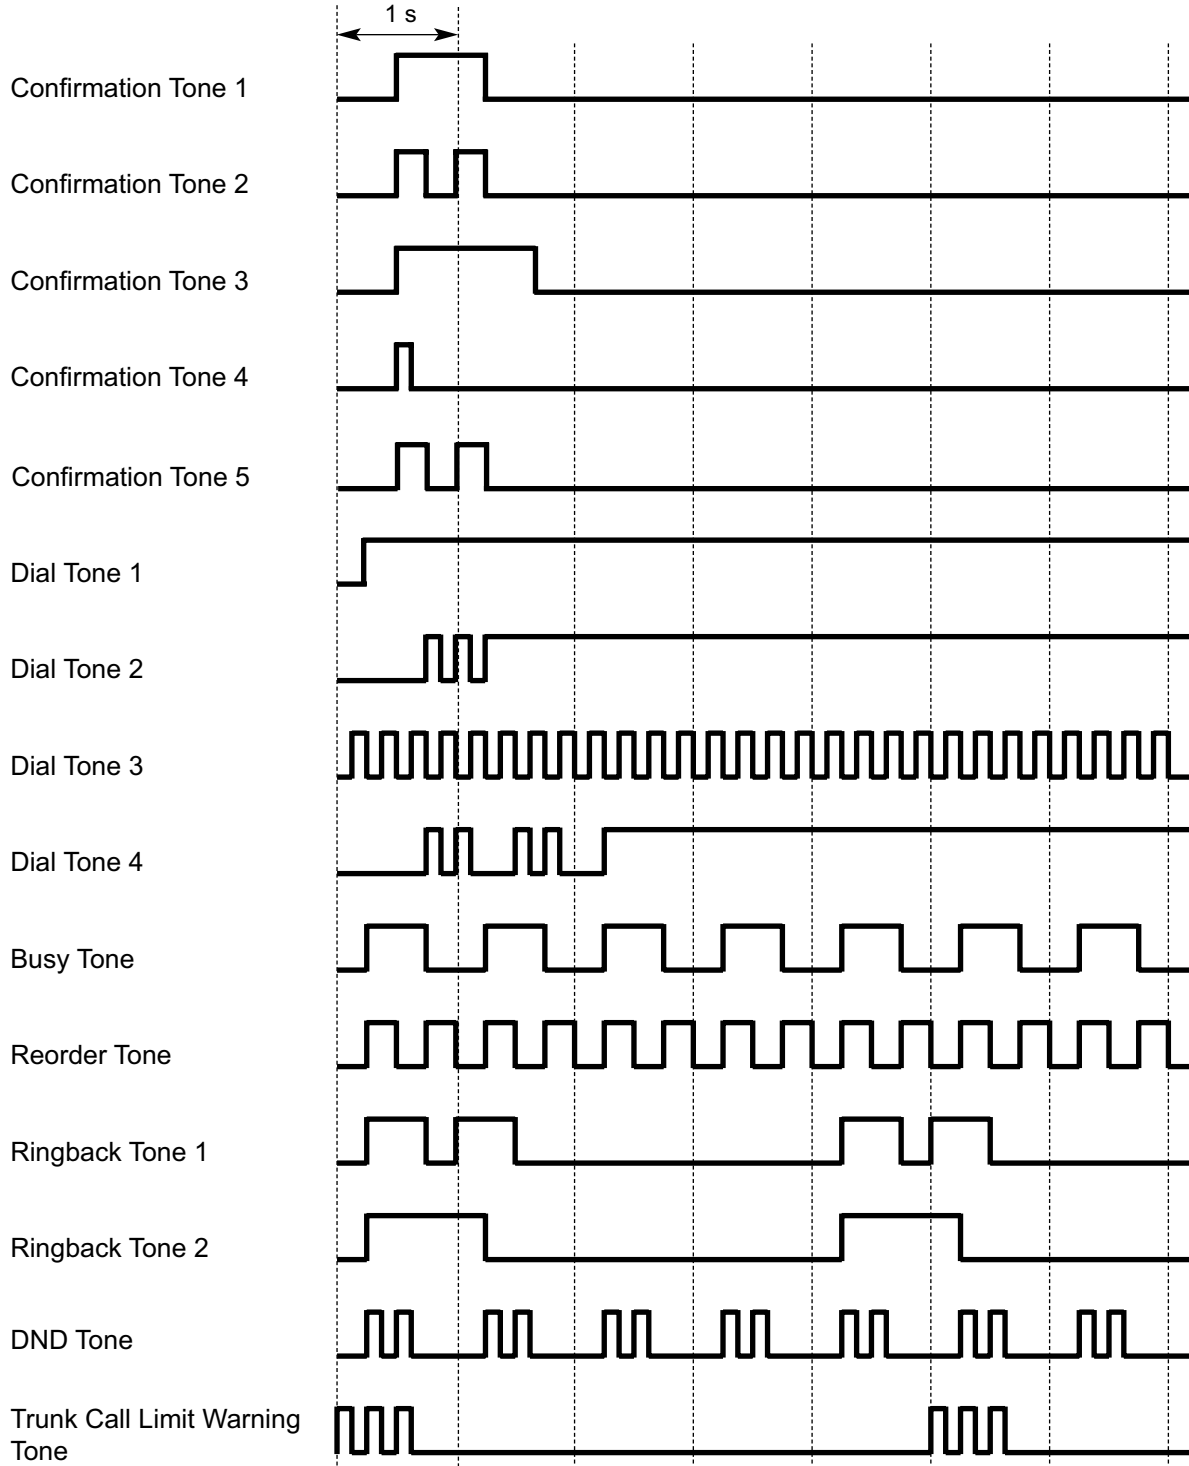 1 s
Confirmation Tone 1
Confirmation Tone 2
Confirmation Tone 3
Confirmation Tone 4
Confirmation Tone 5
Dial Tone 1
Dial Tone 2
Dial Tone 3
Dial Tone 4
Busy Tone
Reorder Tone
Ringback Tone 1
Ringback Tone 2
DND Tone
Trunk Call Limit Warning
Tone